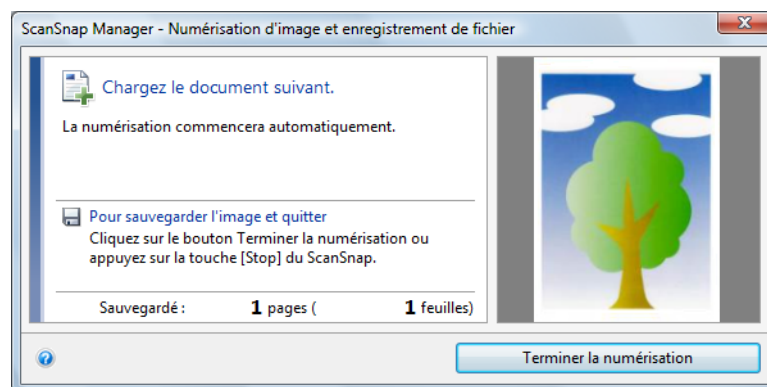 ScanSnap Manager - Numérisation d'image et enregistrement de fichier
Chargez le document suivant.
La numérisation commencera automatiquement.
Pour sauvegarder l'image et quitter
Cliquez sur le bouton Terminer la numérisation ou
appuyez sur la touche [Stop] du ScanSnap.
Sauvegardé : 1 pages ( 1 feuilles)
Terminer la numérisation